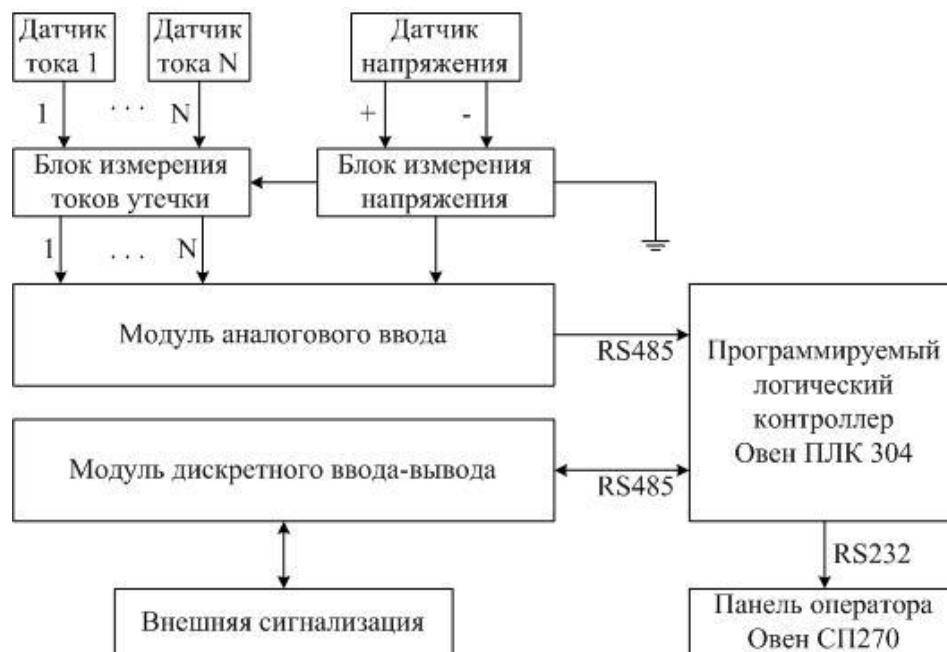 Датчик
тока 1
Датчик
тока N
Датчик
напряжения
1
. . .
N
+
-
Блок измерения
токов утечки
Блок измерения
напряжения
1
. . .
N
Модуль аналогового ввода
RS485
Программируемый
логический
контроллер
Овен ПЛК 304
Модуль дискретного ввода-вывода
RS485
RS232
Внешняя сигнализация
Панель оператора
Овен СП270